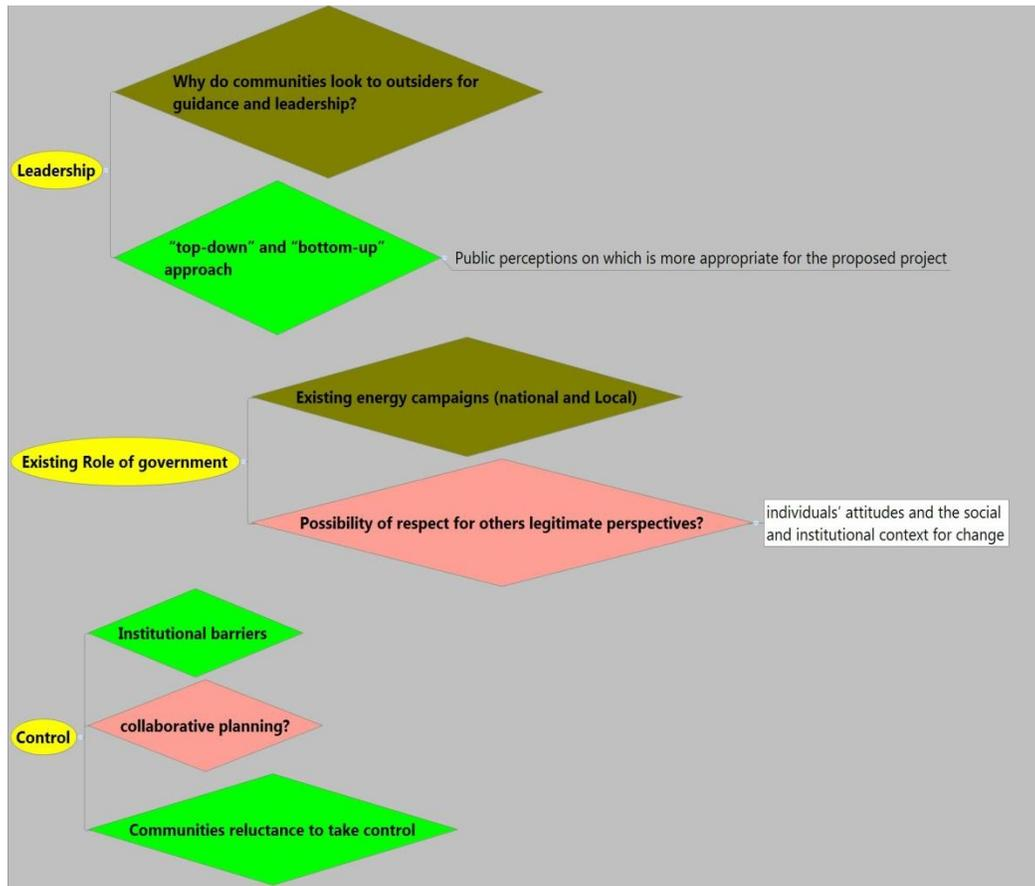 Why do communities look to outsiders for
guidance and leadership?
Leadership
“top-down” and “bottom-up”
approach
Public perceptions on which is more appropriate for the proposed project
Existing energy campaigns (national and Local)
Existing Role of government
Possibility of respect for others legitimate perspectives?
individuals’ attitudes and the social
and institutional context for change
Institutional barriers
collaborative planning?
Control
Communities reluctance to take control